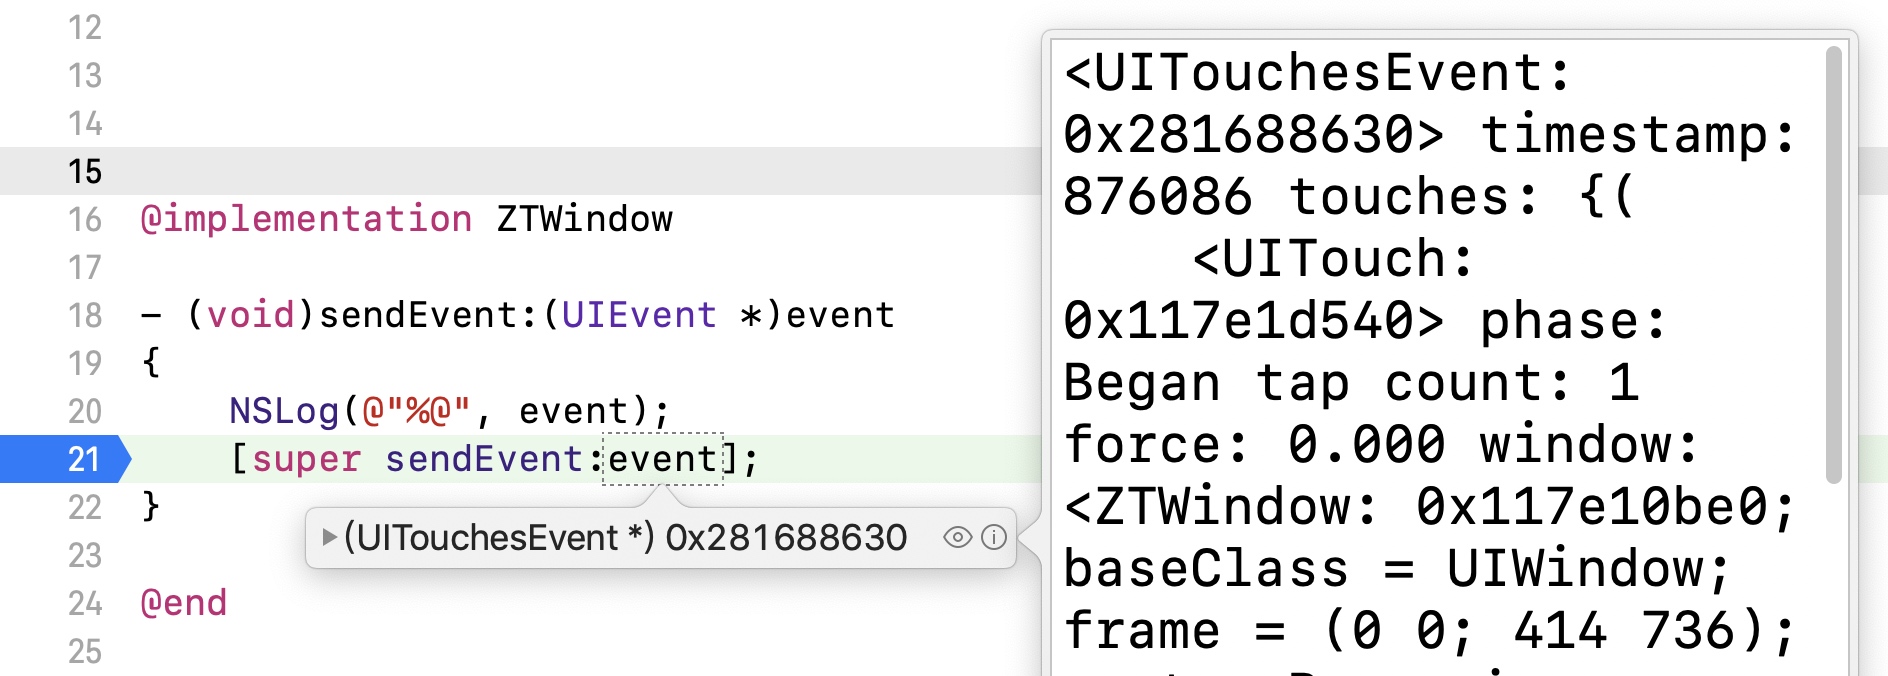 12
13
14
15
16 @implementation ZTWindow
17
18 - (void)sendEvent:(UIEvent *)event
19 {
20 NSLog(@"%@", event);
21 [super sendEvent:event];
22 }
(UITouchesEvent *) 0x281688630
23
24 @end
25
<UITouchesEvent:
0x281688630> timestamp:
876086 touches: {(
<UITouch:
0x117e1d540> phase:
Began tap count: 1
force: 0.000 window:
<ZTWindow: 0x117e10be0;
baseClass = UIWindow;
frame = (0 0; 414 736);